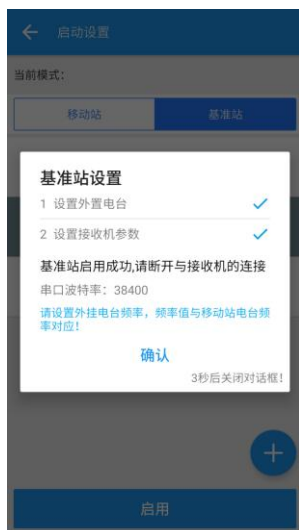 启动设置
当前模式：
移动站
基准站
基准站设置
1 设置外置电台
2 设置接收机参数
基准站启用成功,请断开与接收机的连接
串口波特率：38400
请设置外挂电台频率，频率值与移动站电台频
率对应！
确认
3秒后关闭对话框！
启用